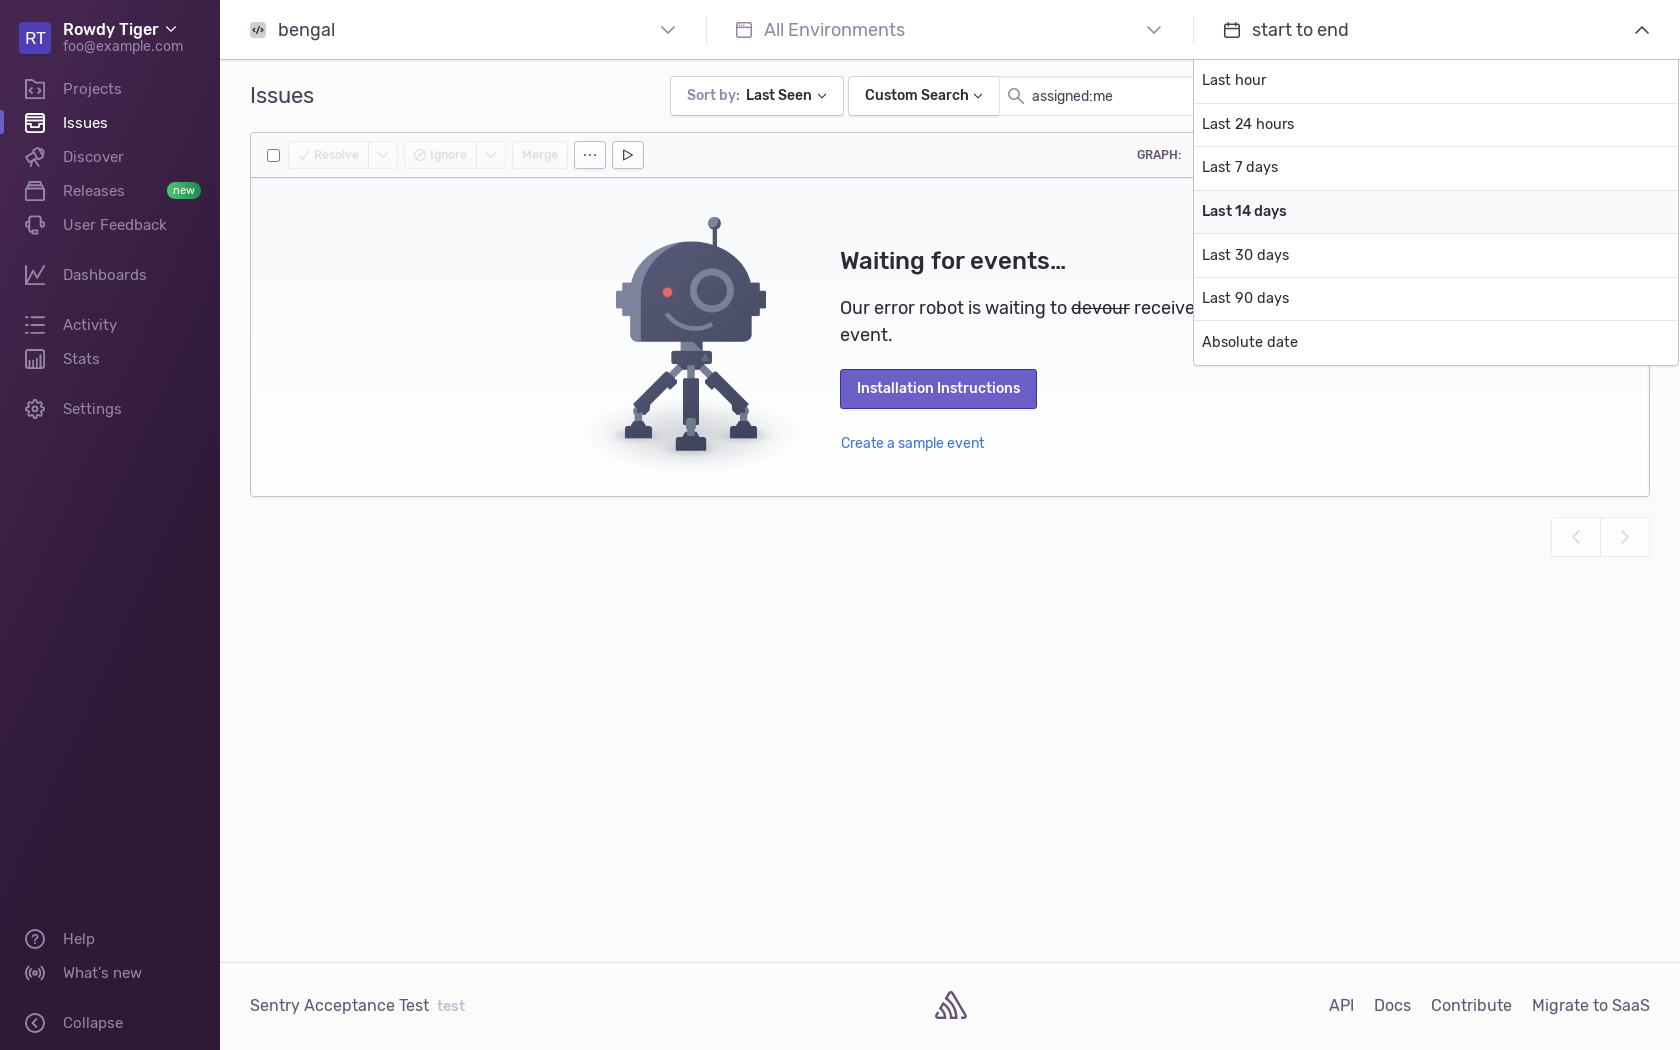 RT
Rowdy Tiger
foo@example.com
Projects
Issues
Discover
Releases new
User Feedback
Dashboards
Activity
Stats
Settings
Help
What's new
Collapse
bengal
All Environments
start to end
Last hour
Last 24 hours
Last 7 days
Last 14 days
Last 30 days
Last 90 days
Absolute date
Issues
Sort by: Last Seen
Custom Search
assigned:me
Resolve
Ignore
Merge
GRAPH:
Waiting for events…
Our error robot is waiting to devour receive
event.
Installation Instructions
Create a sample event
Sentry Acceptance Test test
API Docs Contribute Migrate to SaaS